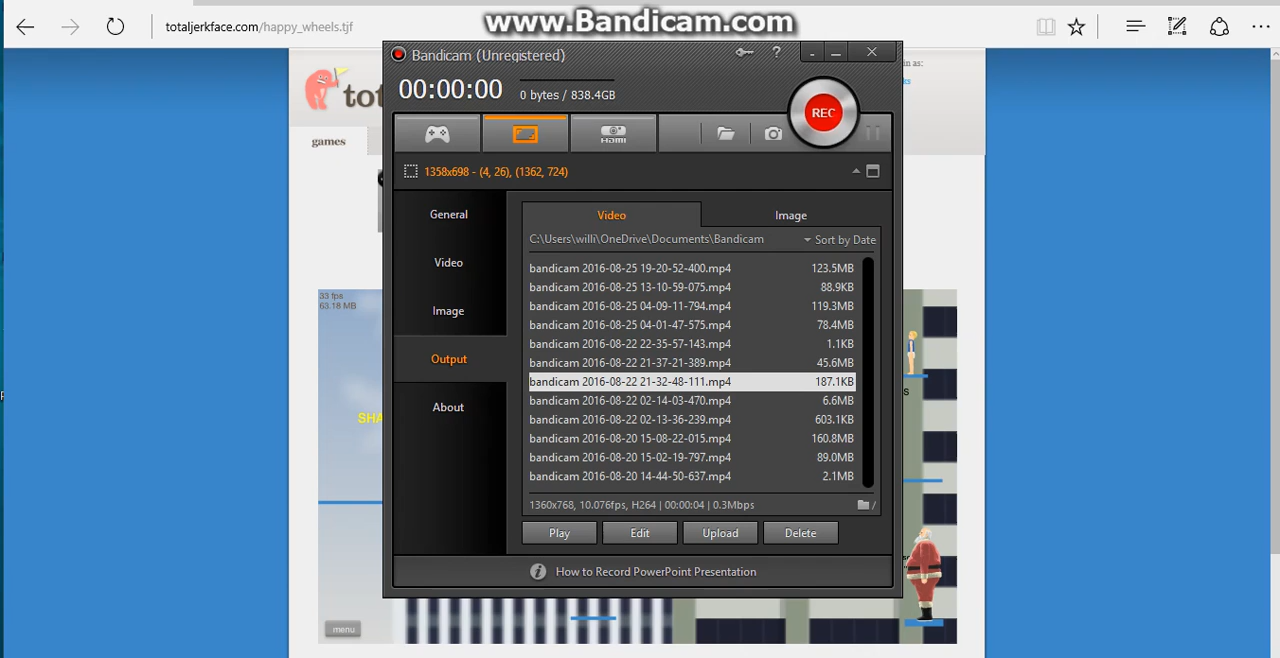 www.Bandicam.com
totaljerkface.com/happy_wheels.tjf
Bandicam (Unregistered)
?
in as:
00:00:00
0 bytes / 838.4GB
REC
tot
HDMI
games
1358x698 - (4, 26), (1362, 724)
General
Video
Image
Output
About
Video
Image
C:\Users\willi\OneDrive\Documents\Bandicam
Sort by Date
bandicam 2016-08-25 19-20-52-400.mp4 123.5MB
bandicam 2016-08-25 13-10-59-075.mp4 88.9KB
bandicam 2016-08-25 04-09-11-794.mp4 119.3MB
bandicam 2016-08-25 04-01-47-575.mp4 78.4MB
bandicam 2016-08-22 22-35-57-143.mp4 1.1KB
bandicam 2016-08-22 21-37-21-389.mp4 45.6MB
bandicam 2016-08-22 21-32-48-111.mp4 187.1KB
bandicam 2016-08-22 02-14-03-470.mp4 6.6MB
bandicam 2016-08-22 02-13-36-239.mp4 603.1KB
bandicam 2016-08-20 15-08-22-015.mp4 160.8MB
bandicam 2016-08-20 15-02-19-797.mp4 89.0MB
bandicam 2016-08-20 14-44-50-637.mp4 2.1MB
1360x768, 10.076fps, H264 | 00:00:04 | 0.3Mbps
Play
Edit
Upload
Delete
How to Record PowerPoint Presentation
33 fps
63.18 MB
SHA
menu